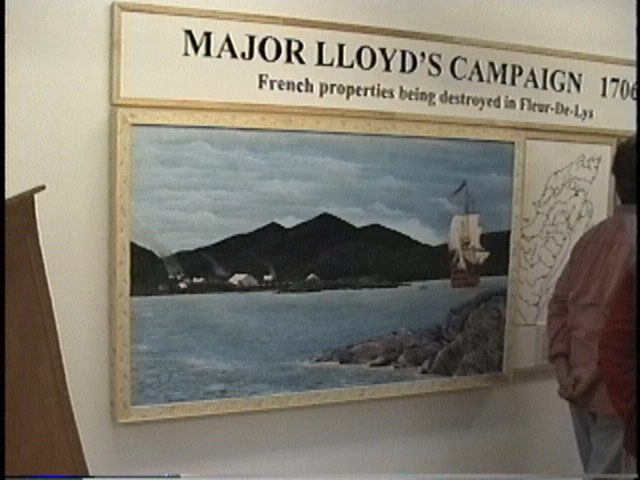 MAJOR LLOYD'S CAMPAIGN 1706
French properties being destroyed in Fleur-De-Lys